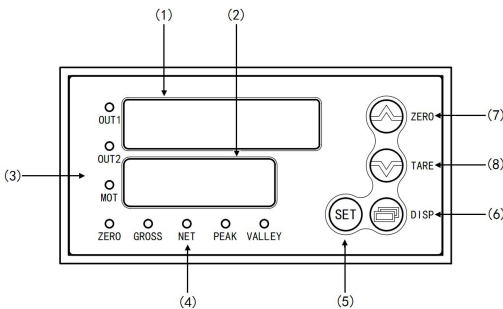 (1) (2)
OUT1
ZERO (7)
OUT2
(3)
TARE (8)
MOT
SET DISP (6)
ZERO GROSS NET PEAK VALLEY
(4) (5)